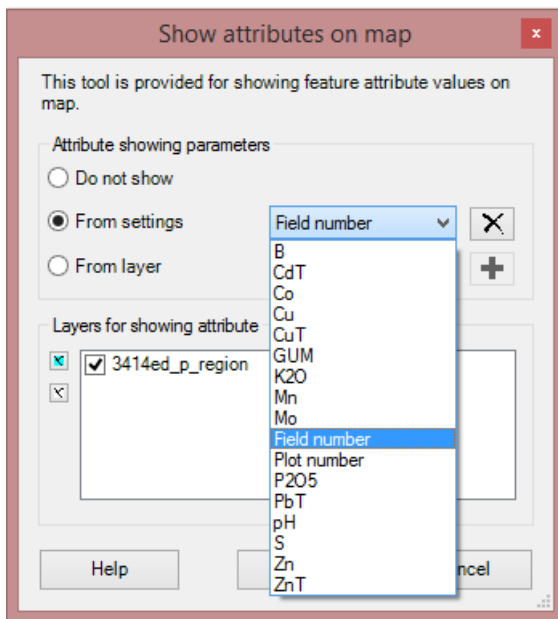 Show attributes on map
x
This tool is provided for showing feature attribute values on
map.
Attribute showing parameters
Do not show
From settings
Field number
From layer
B
CdT
Co
Cu
CuT
GUM
K2O
Mn
Mo
Field number
Plot number
P2O5
PbT
pH
S
Zn
ZnT
Layers for showing attribute
3414ed_p_region
Help
ncel